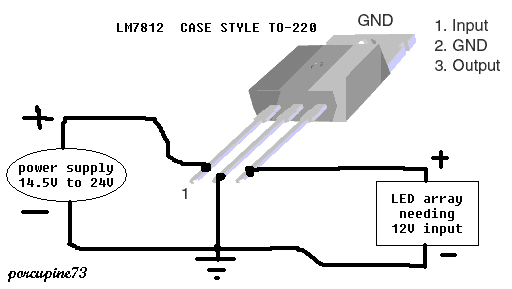 LM7812 CASE STYLE TO-220
GND
1. Input
2. GND
3. Output
+
power supply
14.5V to 24V
−
1
+
LED array
needing
12V input
−
porcupine73